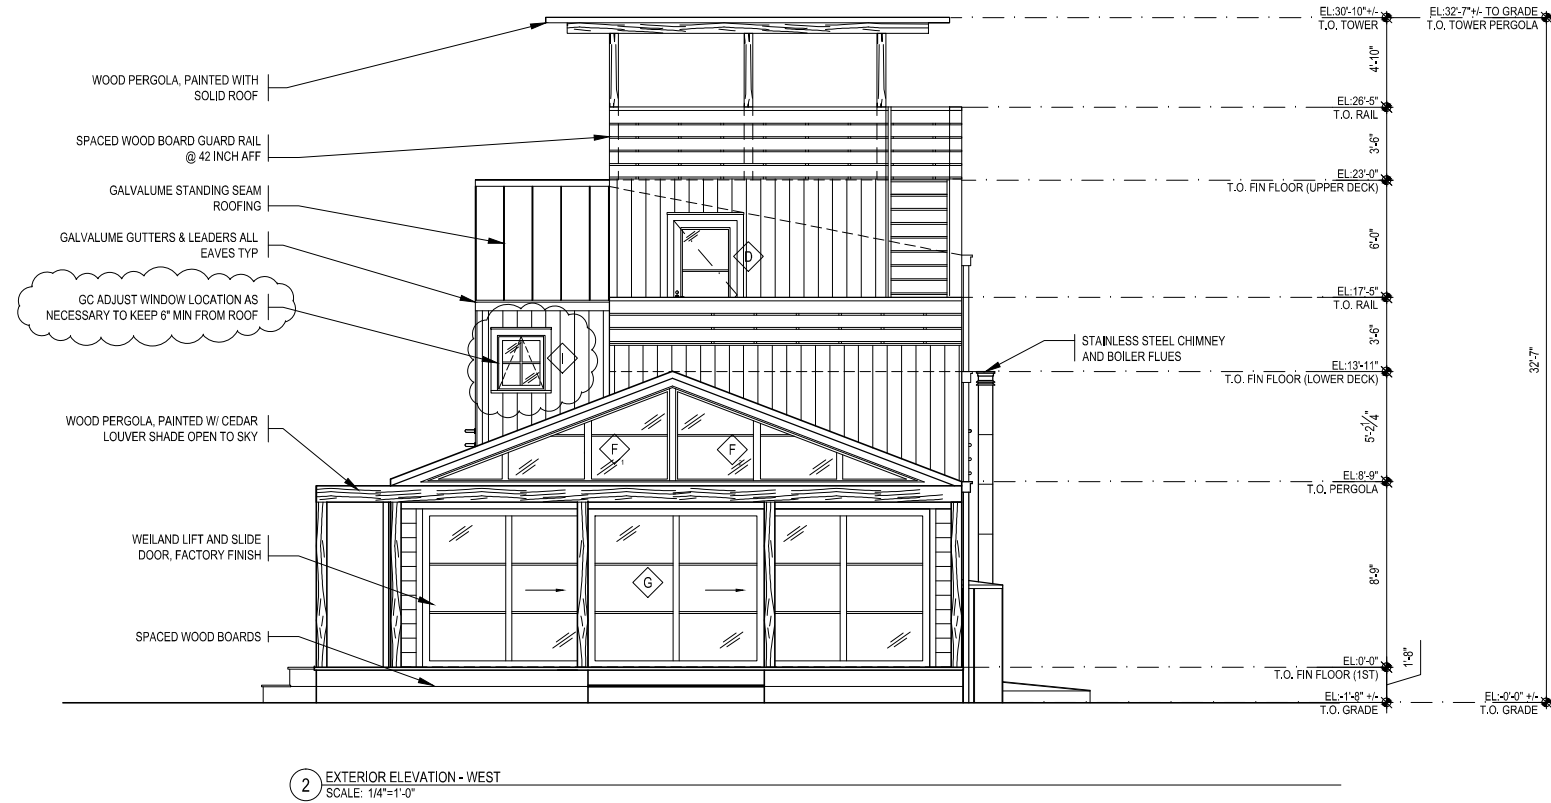 WOOD PERGOLA, PAINTED WITH
SOLID ROOF
SPACED WOOD BOARD GUARD RAIL
@ 42 INCH AFF
GALVALUME STANDING SEAM
ROOFING
GALVALUME GUTTERS & LEADERS ALL
EAVES TYP
GC ADJUST WINDOW LOCATION AS
NECESSARY TO KEEP 6" MIN FROM ROOF
WOOD PERGOLA, PAINTED W/ CEDAR
LOUVER SHADE OPEN TO SKY
WEILAND LIFT AND SLIDE
DOOR, FACTORY FINISH
SPACED WOOD BOARDS
D
I
F
1
F
G
STAINLESS STEEL CHIMNEY
AND BOILER FLUES
EL:30'-10"+/-
T.O. TOWER
EL:32'-7"+/- TO GRADE
T.O. TOWER PERGOLA
4'-10"
EL:26'-5"
T.O. RAIL
3'-6"
EL:23'-0"
T.O. FIN FLOOR (UPPER DECK)
6'-0"
EL:17'-5"
T.O. RAIL
3'-6"
EL:13'-11"
T.O. FIN FLOOR (LOWER DECK)
32'-7"
5'-2 1/4"
EL:8'-9"
T.O. PERGOLA
8'-9"
EL:0'-0"
T.O. FIN FLOOR (1ST)
1'-8"
EL:-1'-8" +/-
T.O. GRADE
EL:-0'-0" +/-
T.O. GRADE
2
EXTERIOR ELEVATION - WEST
SCALE: 1/4"=1'-0"